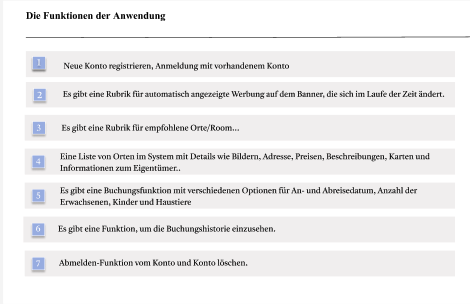 Die Funktionen der Anwendung
1
Neue Konto registrieren, Anmeldung mit vorhandenem Konto
2
Es gibt eine Rubrik für automatisch angezeigte Werbung auf dem Banner, die sich im Laufe der Zeit ändert.
3
Es gibt eine Rubrik für empfohlene Orte/Room...
4
Eine Liste von Orten im System mit Details wie Bildern, Adresse, Preisen, Beschreibungen, Karten und
Informationen zum Eigentümer..
5
Es gibt eine Buchungsfunktion mit verschiedenen Optionen für An- und Abreisedatum, Anzahl der
Erwachsenen, Kinder und Haustiere
6
Es gibt eine Funktion, um die Buchungshistorie einzusehen.
7
Abmelden-Funktion vom Konto und Konto löschen.